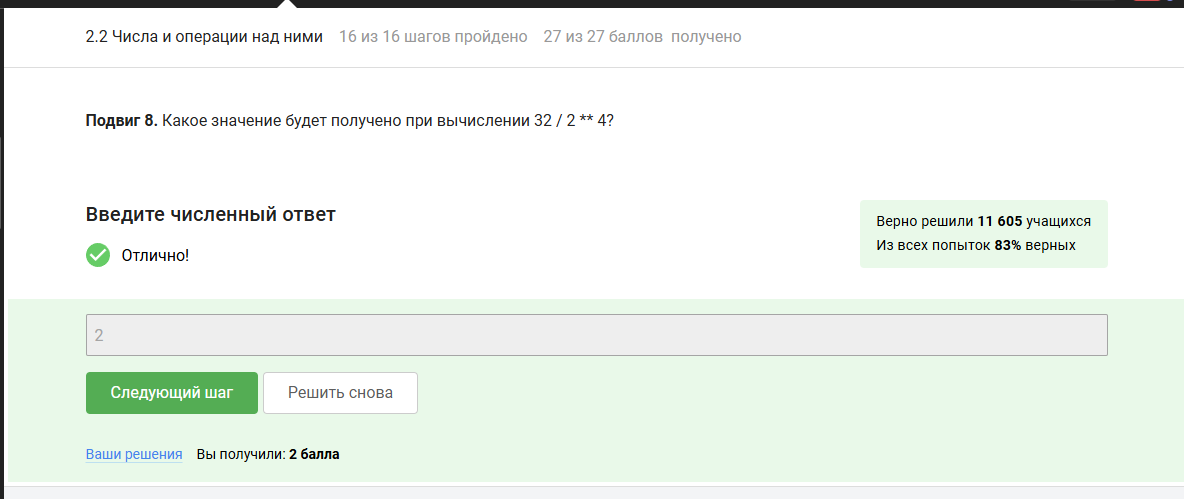 2.2 Числа и операции над ними 16 из 16 шагов пройдено 27 из 27 баллов получено
Подвиг 8. Какое значение будет получено при вычислении 32 / 2 ** 4?
Введите численный ответ
Отлично!
Верно решили 11 605 учащихся
Из всех попыток 83% верных
2
Следующий шаг
Решить снова
Ваши решения Вы получили: 2 балла